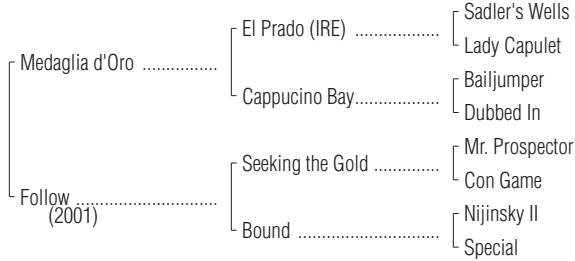 Sadler's Wells
El Prado (IRE) ..................
Lady Capulet
Medaglia d'Oro ................
Bailjumper
Cappucino Bay..................
Dubbed In
Mr. Prospector
Seeking the Gold ..............
Con Game
Follow ..............................
(2001)
Nijinsky II
Bound ..............................
Special